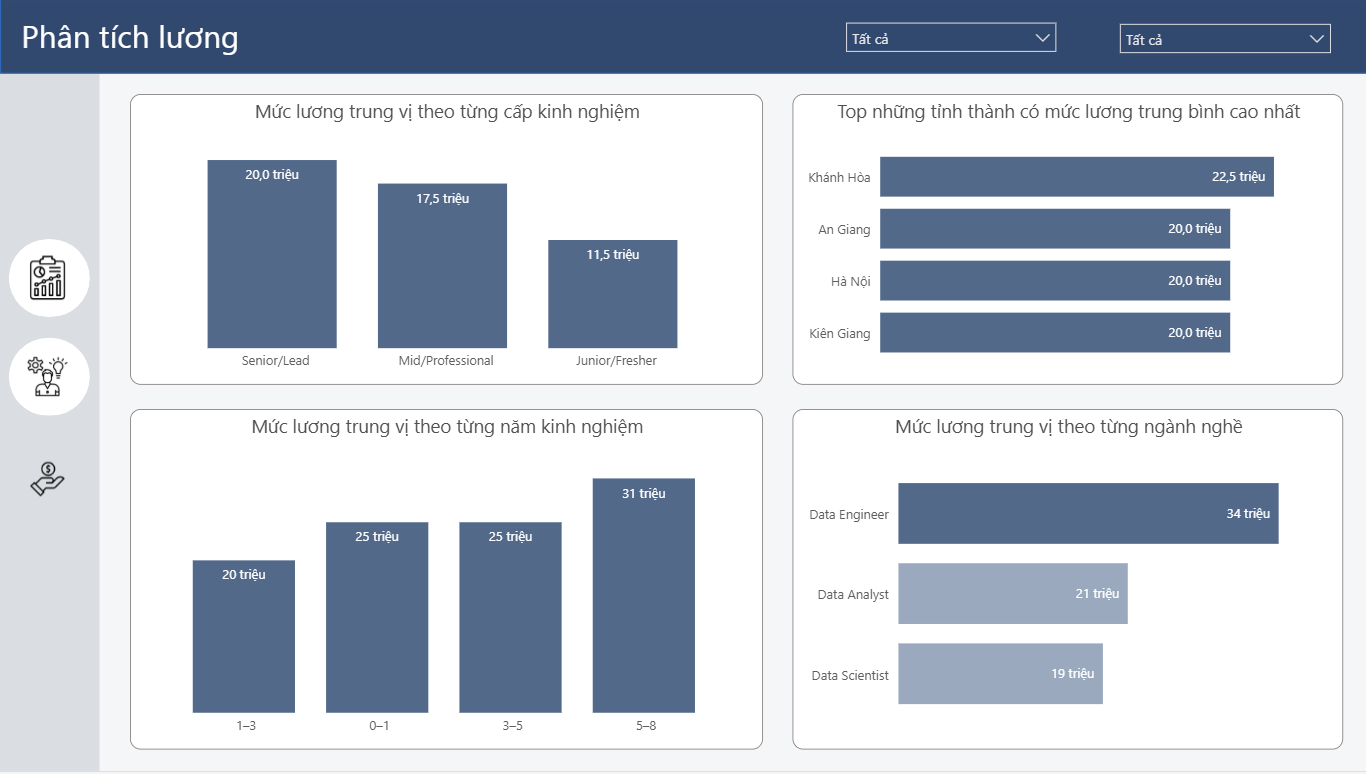 Phân tích lương
Tất cả
Tất cả
Mức lương trung vị theo từng cấp kinh nghiệm
20,0 triệu
17,5 triệu
11,5 triệu
Senior/Lead
Mid/Professional
Junior/Fresher
Top những tỉnh thành có mức lương trung bình cao nhất
Khánh Hòa
22,5 triệu
An Giang
20,0 triệu
Hà Nội
20,0 triệu
Kiên Giang
20,0 triệu
Mức lương trung vị theo từng năm kinh nghiệm
20 triệu
25 triệu
25 triệu
31 triệu
1–3
0–1
3–5
5–8
Mức lương trung vị theo từng ngành nghề
Data Engineer
34 triệu
Data Analyst
21 triệu
Data Scientist
19 triệu